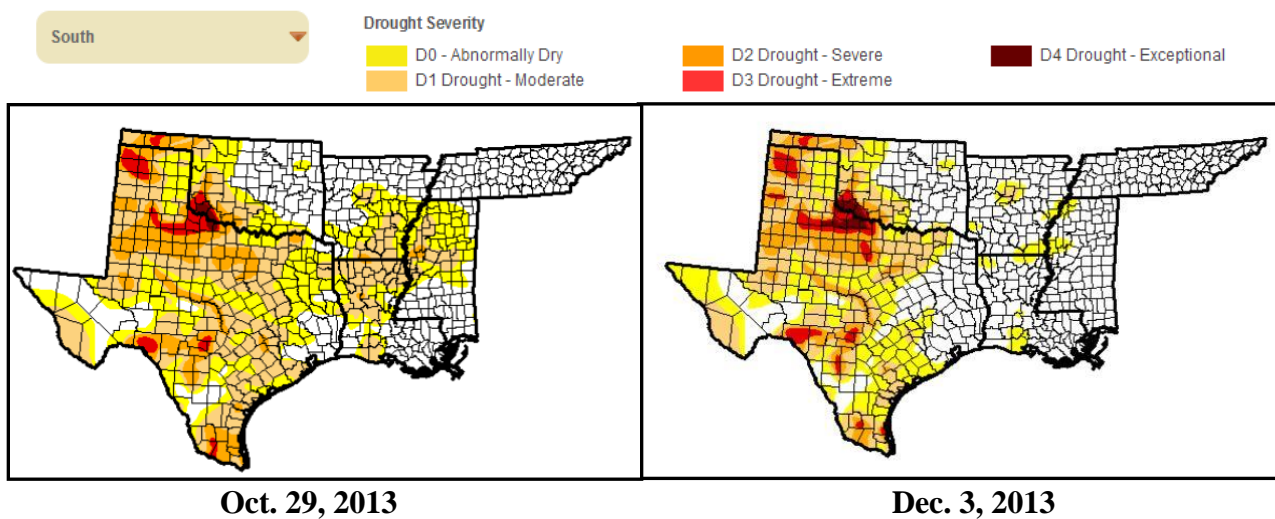 South
Drought Severity
D0 - Abnormally Dry
D2 Drought - Severe
D4 Drought - Exceptional
D1 Drought - Moderate
D3 Drought - Extreme
Oct. 29, 2013
Dec. 3, 2013